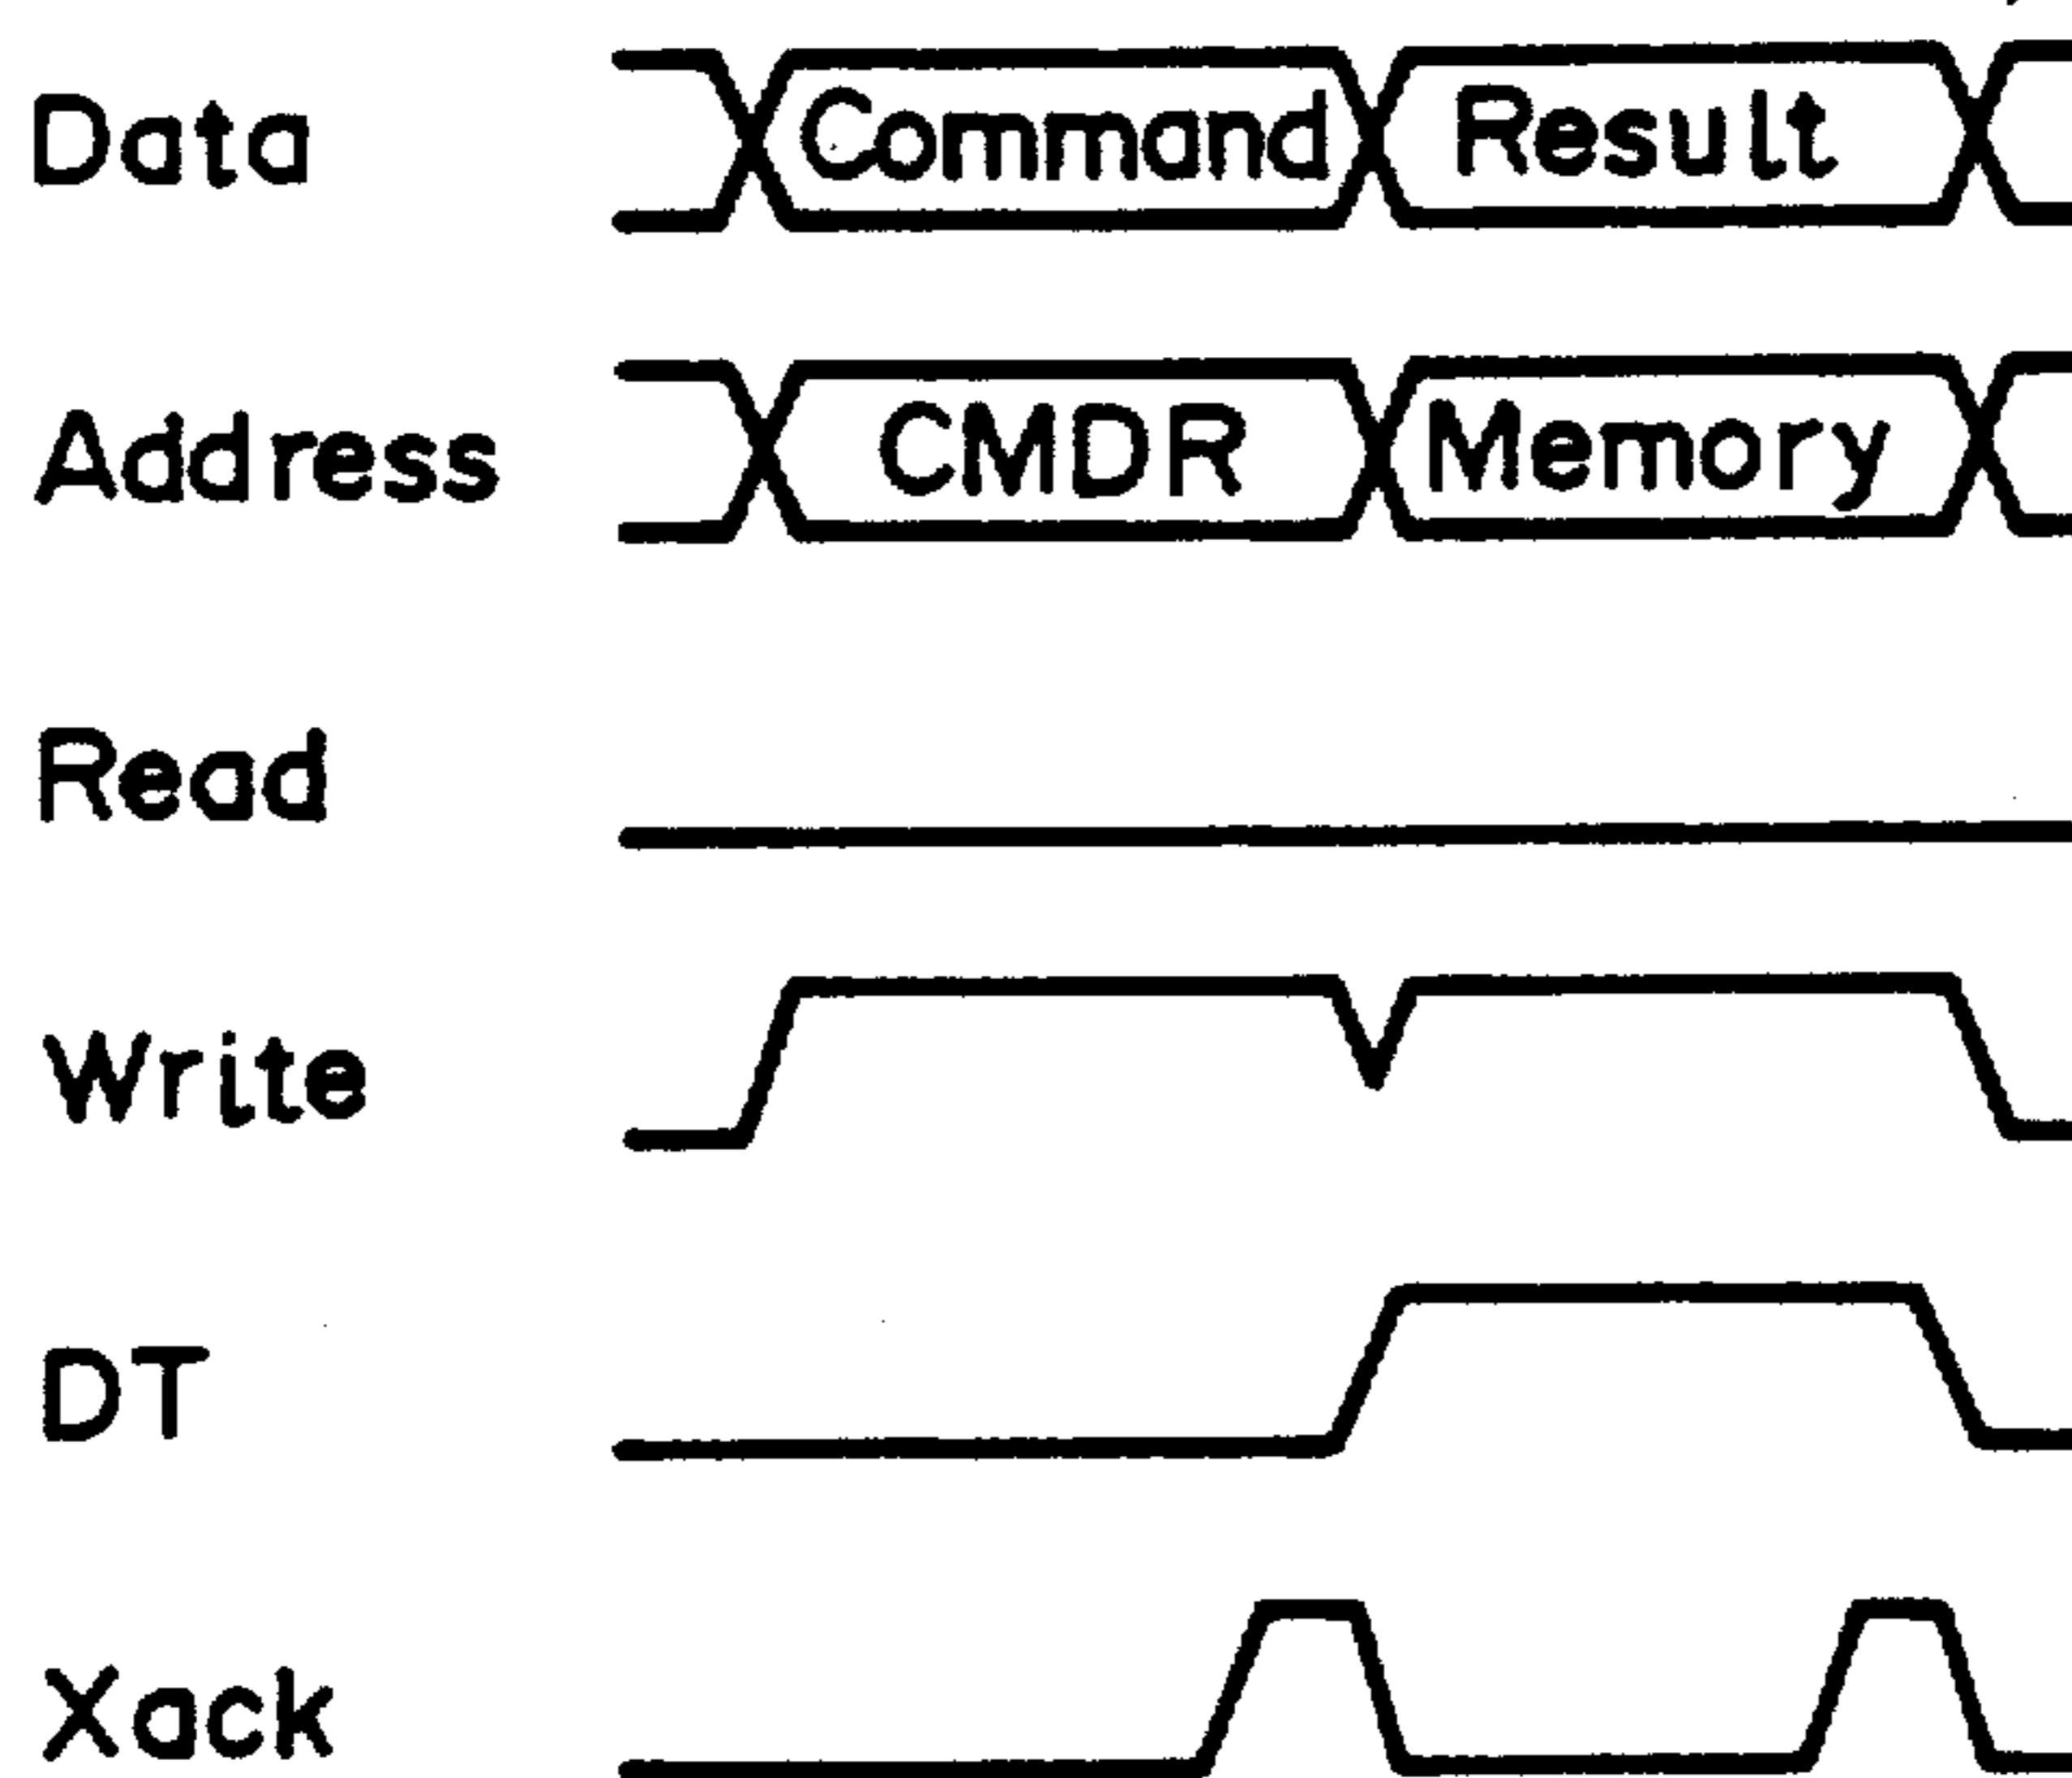 Data Command Result
Address CMDR Memory
Read
Write
DT
Xack